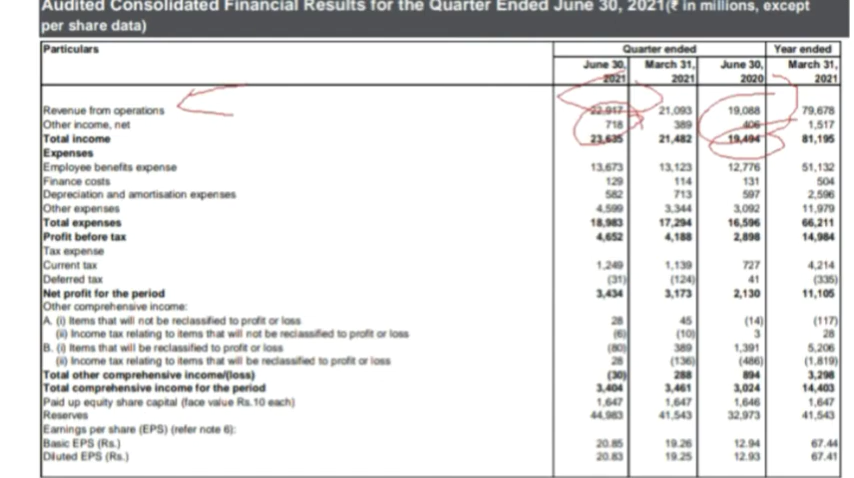 Audited Consolidated Financial Results for the Quarter Ended June 30, 2021(₹ in millions, except
per share data)
Particulars Quarter ended Year ended
June 30, 2021 March 31, 2021 June 30, 2020 March 31, 2021
Revenue from operations 22,917 21,093 19,088 79,678
Other income, net 718 389 406 1,517
Total income 23,635 21,482 19,494 81,195
Expenses
Employee benefits expense 13,673 13,123 12,776 51,132
Finance costs 129 114 131 504
Depreciation and amortisation expenses 582 713 597 2,596
Other expenses 4,599 3,344 3,092 11,979
Total expenses 18,983 17,294 16,596 66,211
Profit before tax 4,652 4,188 2,898 14,984
Tax expense
Current tax 1,249 1,139 727 4,214
Deferred tax (31) (124) 41 (335)
Net profit for the period 3,434 3,173 2,130 11,105
Other comprehensive income:
A. (i) Items that will not be reclassified to profit or loss 28 45 (14) (117)
(ii) Income tax relating to items that will not be reclassified to profit or loss (6) (10) 3 28
B. (i) Items that will be reclassified to profit or loss (80) 389 1,391 5,206
(ii) Income tax relating to items that will be reclassified to profit or loss 28 (136) (486) (1,819)
Total other comprehensive income/(loss) (30) 288 894 3,298
Total comprehensive income for the period 3,404 3,461 3,024 14,403
Paid up equity share capital (face value Rs.10 each) 1,647 1,647 1,646 1,647
Reserves 44,983 41,543 32,973 41,543
Earnings per share (EPS) (refer note 6):
Basic EPS (Rs.) 20.85 19.26 12.94 67.44
Diluted EPS (Rs.) 20.83 19.25 12.93 67.41